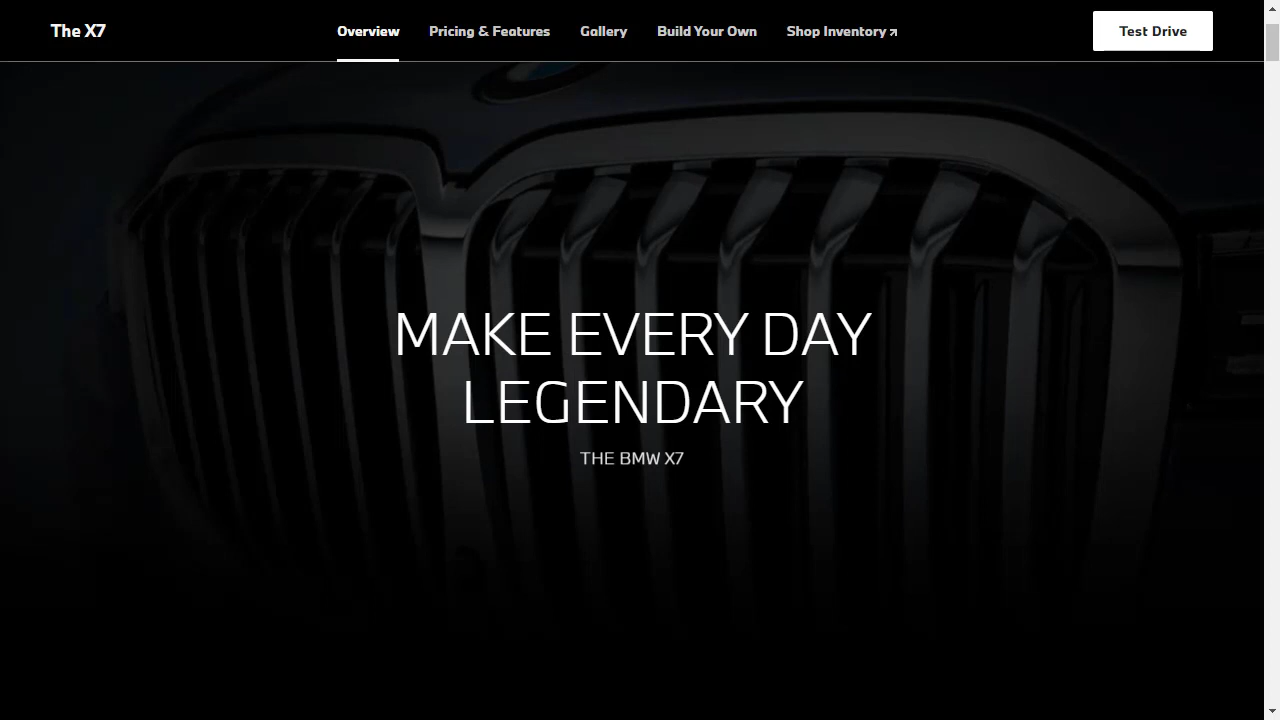 The X7
Overview
Pricing & Features
Gallery
Build Your Own
Shop Inventory
Test Drive
MAKE EVERY DAY
LEGENDARY
THE BMW X7